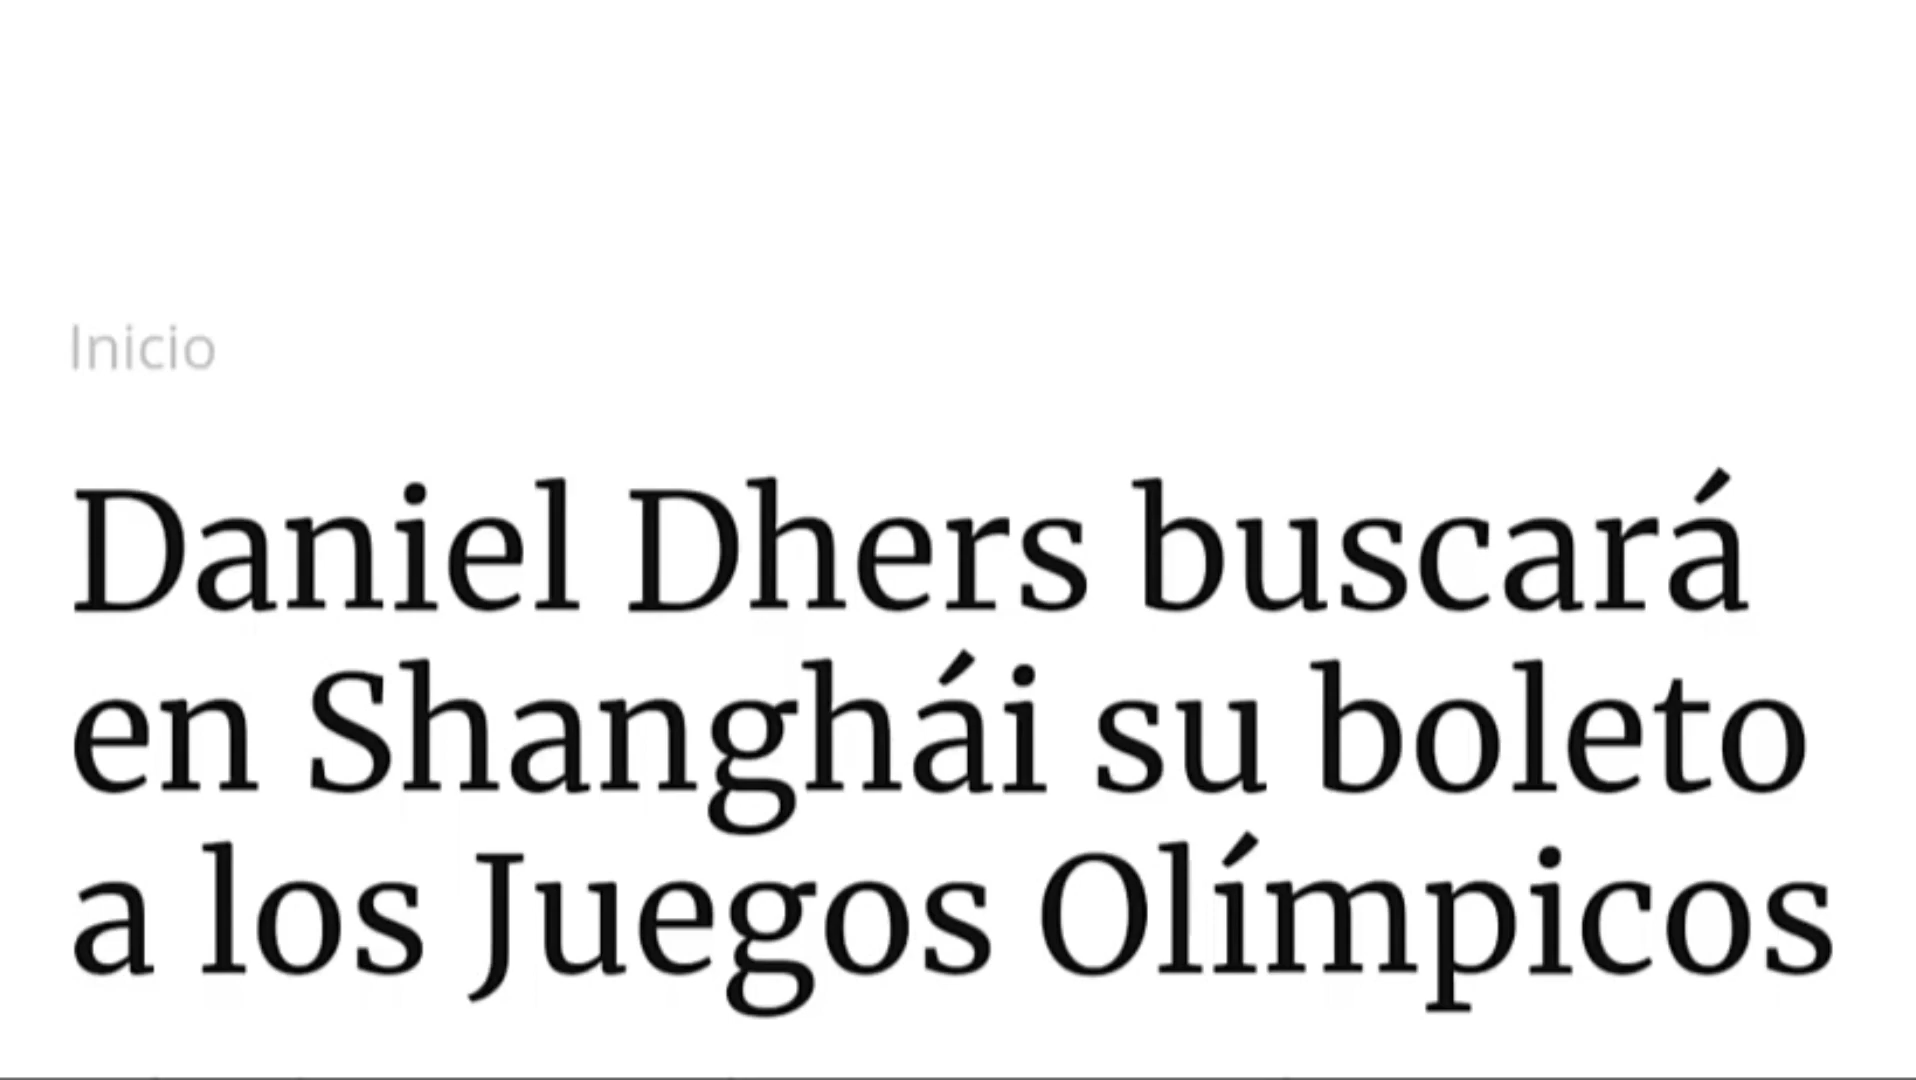 Inicio
Daniel Dhers buscará
en Shanghái su boleto
a los Juegos Olímpicos